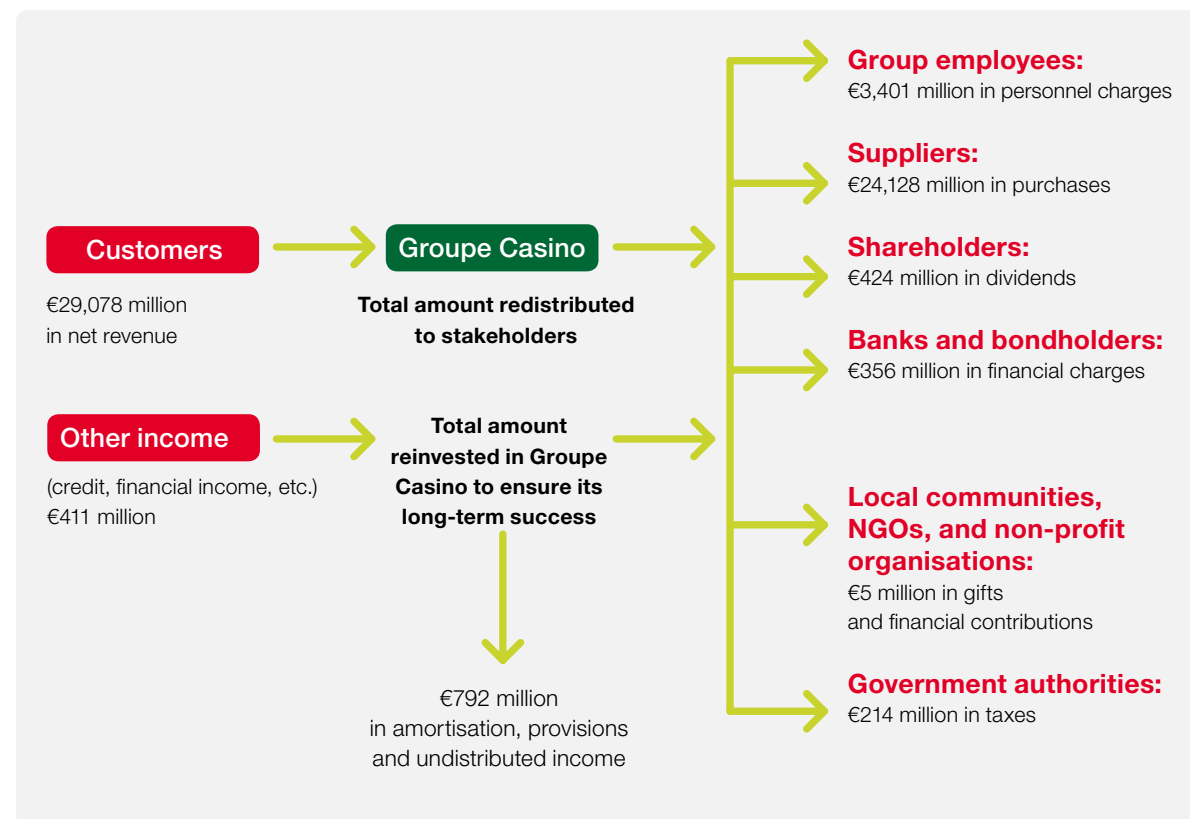 Customers
€29,078 million
in net revenue
Other income
(credit, financial income, etc.)
€411 million
Groupe Casino
Total amount redistributed
to stakeholders
Total amount
reinvested in Groupe
Casino to ensure its
long-term success
€792 million
in amortisation, provisions
and undistributed income
Group employees:
€3,401 million in personnel charges
Suppliers:
€24,128 million in purchases
Shareholders:
€424 million in dividends
Banks and bondholders:
€356 million in financial charges
Local communities,
NGOs, and non-profit
organisations:
€5 million in gifts
and financial contributions
Government authorities:
€214 million in taxes